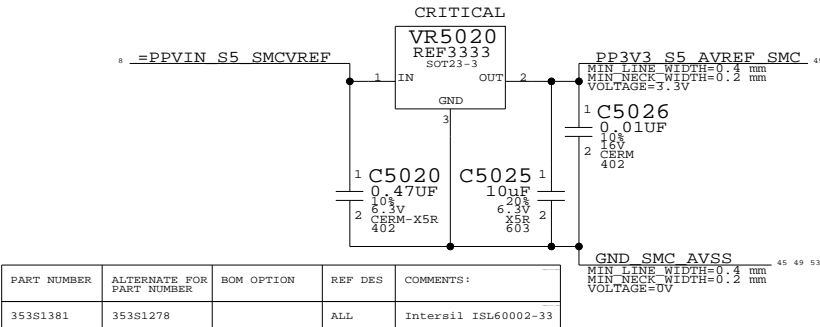 CRITICAL
VR5020
REF3333
SOT23-3
8 =PPVIN_S5_SMCVREF
PP3V3_S5_AVREF_SMC
MIN_LINE_WIDTH=0.4 mm
MIN_NECK_WIDTH=0.2 mm
VOLTAGE=3.3V
1 IN
OUT 2
GND
3
1 C5026
0.01UF
10%
16V
2 CERM
402
1 C5020
0.47UF
10%
6.3V
2 CERM-X5R
402
C5025 1
10uF
20%
6.3V 2
X5R
603
GND_SMC_AVSS 45 49 53
MIN_LINE_WIDTH=0.4 mm
MIN_NECK_WIDTH=0.2 mm
VOLTAGE=0V
PART NUMBER ALTERNATE FOR PART NUMBER BOM OPTION REF DES COMMENTS:
353S1381 353S1278 ALL Intersil ISL60002-33